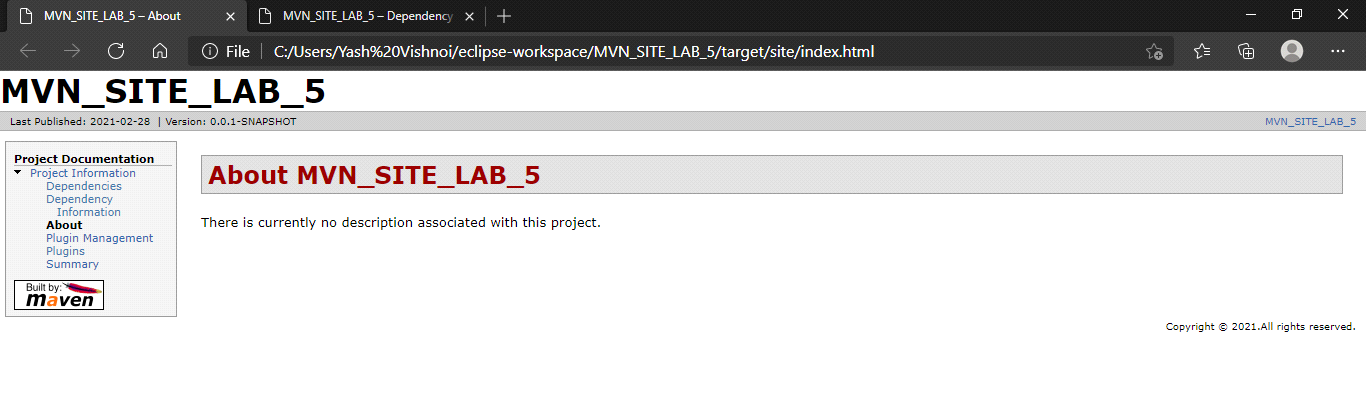 MVN_SITE_LAB_5 – About
MVN_SITE_LAB_5 – Dependency
File
C:/Users/Yash%20Vishnoi/eclipse-workspace/MVN_SITE_LAB_5/target/site/index.html
MVN_SITE_LAB_5
Last Published: 2021-02-28 | Version: 0.0.1-SNAPSHOT
MVN_SITE_LAB_5
Project Documentation
Project Information
Dependencies
Dependency
Information
About
Plugin Management
Plugins
Summary
Built by:
maven
About MVN_SITE_LAB_5
There is currently no description associated with this project.
Copyright © 2021.All rights reserved.